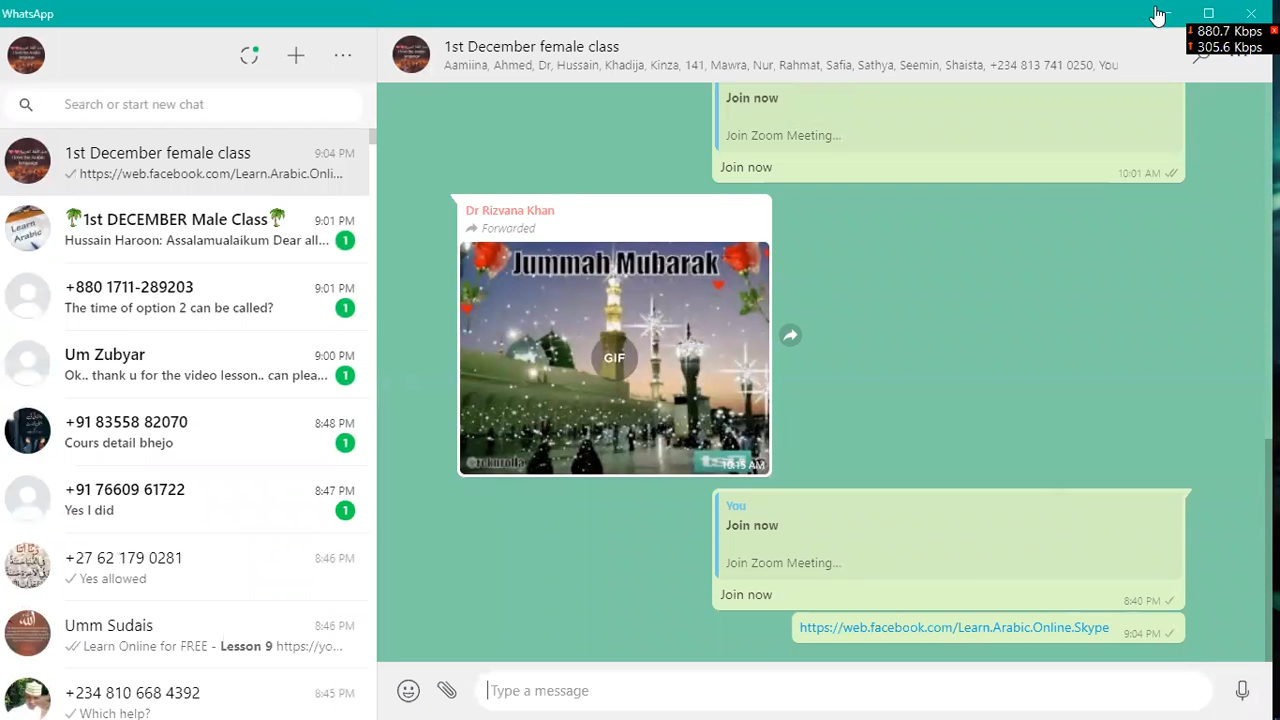 WhatsApp
880.7 Kbps
305.6 Kbps
Search or start new chat
1st December female class
9:04 PM
https://web.facebook.com/Learn.Arabic.Onli...
🌴1st DECEMBER Male Class🌴
9:01 PM
Hussain Haroon: Assalamualaikum Dear all...
1
+880 1711-289203
9:01 PM
The time of option 2 can be called?
1
Um Zubyar
9:00 PM
Ok.. thank u for the video lesson.. can plea...
1
+91 83558 82070
8:48 PM
Cours detail bhejo
1
+91 76609 61722
8:47 PM
Yes I did
1
+27 62 179 0281
8:46 PM
Yes allowed
Umm Sudais
8:46 PM
Learn Online for FREE - Lesson 9 https://yo...
+234 810 668 4392
8:45 PM
Which help?
1st December female class
Aamiina, Ahmed, Dr, Hussain, Khadija, Kinza, 141, Mawra, Nur, Rahmat, Safia, Sathya, Seemin, Shaista, +234 813 741 0250, You
Join now
Join Zoom Meeting...
Join now
10:01 AM
Dr Rizvana Khan
Forwarded
Jummah Mubarak
GIF
10:15 AM
You
Join now
Join Zoom Meeting...
Join now
8:40 PM
https://web.facebook.com/Learn.Arabic.Online.Skype
9:04 PM
Type a message